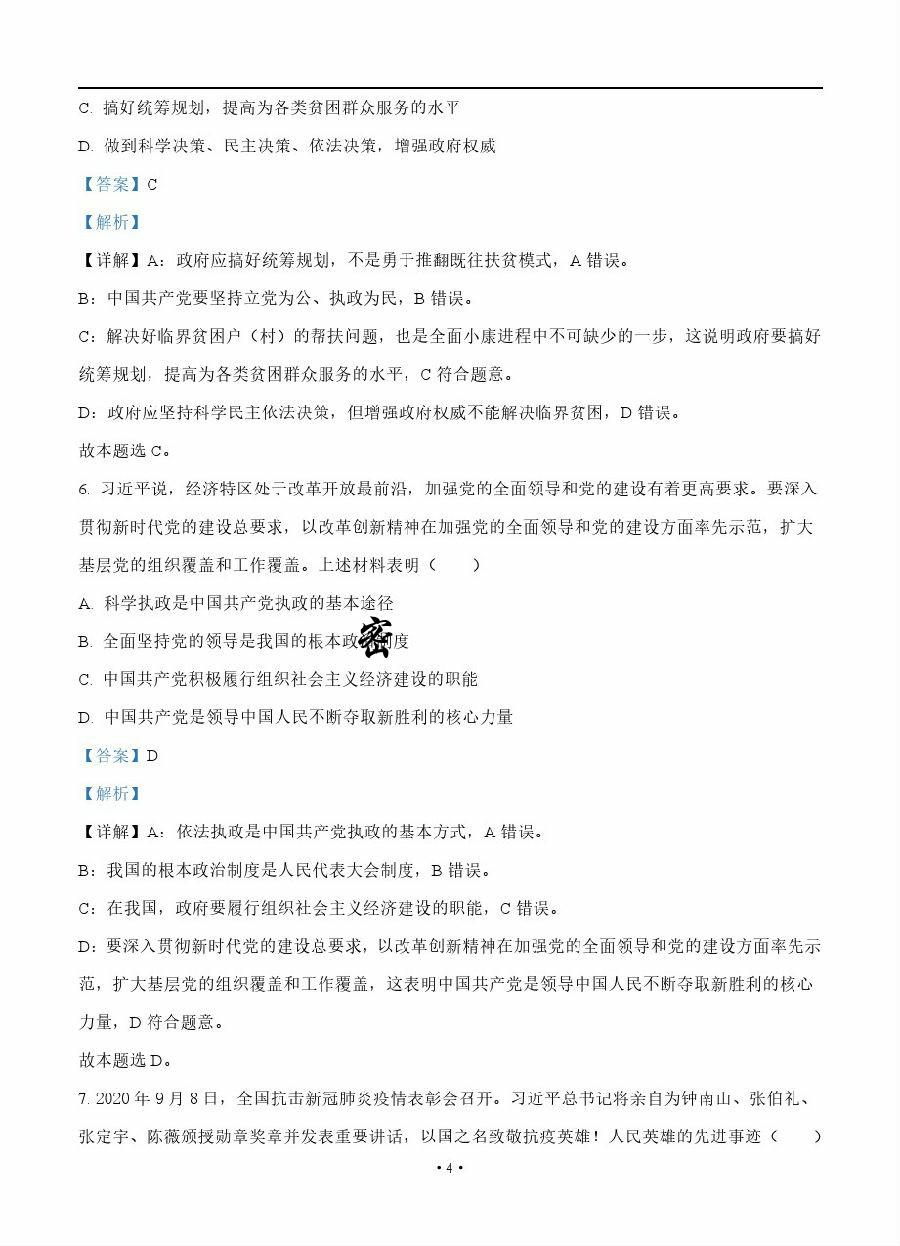 C. 搞好统筹规划，提高为各类贫困群众服务的水平
D. 做到科学决策、民主决策、依法决策，增强政府权威
【答案】C
【解析】
【详解】A：政府应搞好统筹规划，不是勇于推翻既往扶贫模式，A 错误。
B：中国共产党要坚持立党为公、执政为民，B 错误。
C：解决好临界贫困户（村）的帮扶问题，也是全面小康进程中不可缺少的一步，这说明政府要搞好
统筹规划，提高为各类贫困群众服务的水平，C 符合题意。
D：政府应坚持科学民主依法决策，但增强政府权威不能解决临界贫困，D 错误。
故本题选 C。
6. 习近平说，经济特区处于改革开放最前沿，加强党的全面领导和党的建设有着更高要求。要深入
贯彻新时代党的建设总要求，以改革创新精神在加强党的全面领导和党的建设方面率先示范，扩大
基层党的组织覆盖和工作覆盖。上述材料表明（　　）
A. 科学执政是中国共产党执政的基本途径
B. 全面坚持党的领导是我国的根本政 制度
密
C. 中国共产党积极履行组织社会主义经济建设的职能
D. 中国共产党是领导中国人民不断夺取新胜利的核心力量
【答案】D
【解析】
【详解】A：依法执政是中国共产党执政的基本方式，A 错误。
B：我国的根本政治制度是人民代表大会制度，B 错误。
C：在我国，政府要履行组织社会主义经济建设的职能，C 错误。
D：要深入贯彻新时代党的建设总要求，以改革创新精神在加强党的全面领导和党的建设方面率先示
范，扩大基层党的组织覆盖和工作覆盖，这表明中国共产党是领导中国人民不断夺取新胜利的核心
力量，D 符合题意。
故本题选 D。
7. 2020 年 9 月 8 日，全国抗击新冠肺炎疫情表彰会召开。习近平总书记将亲自为钟南山、张伯礼、
张定宇、陈薇颁授勋章奖章并发表重要讲话，以国之名致敬抗疫英雄！人民英雄的先进事迹（　　）
• 4 •